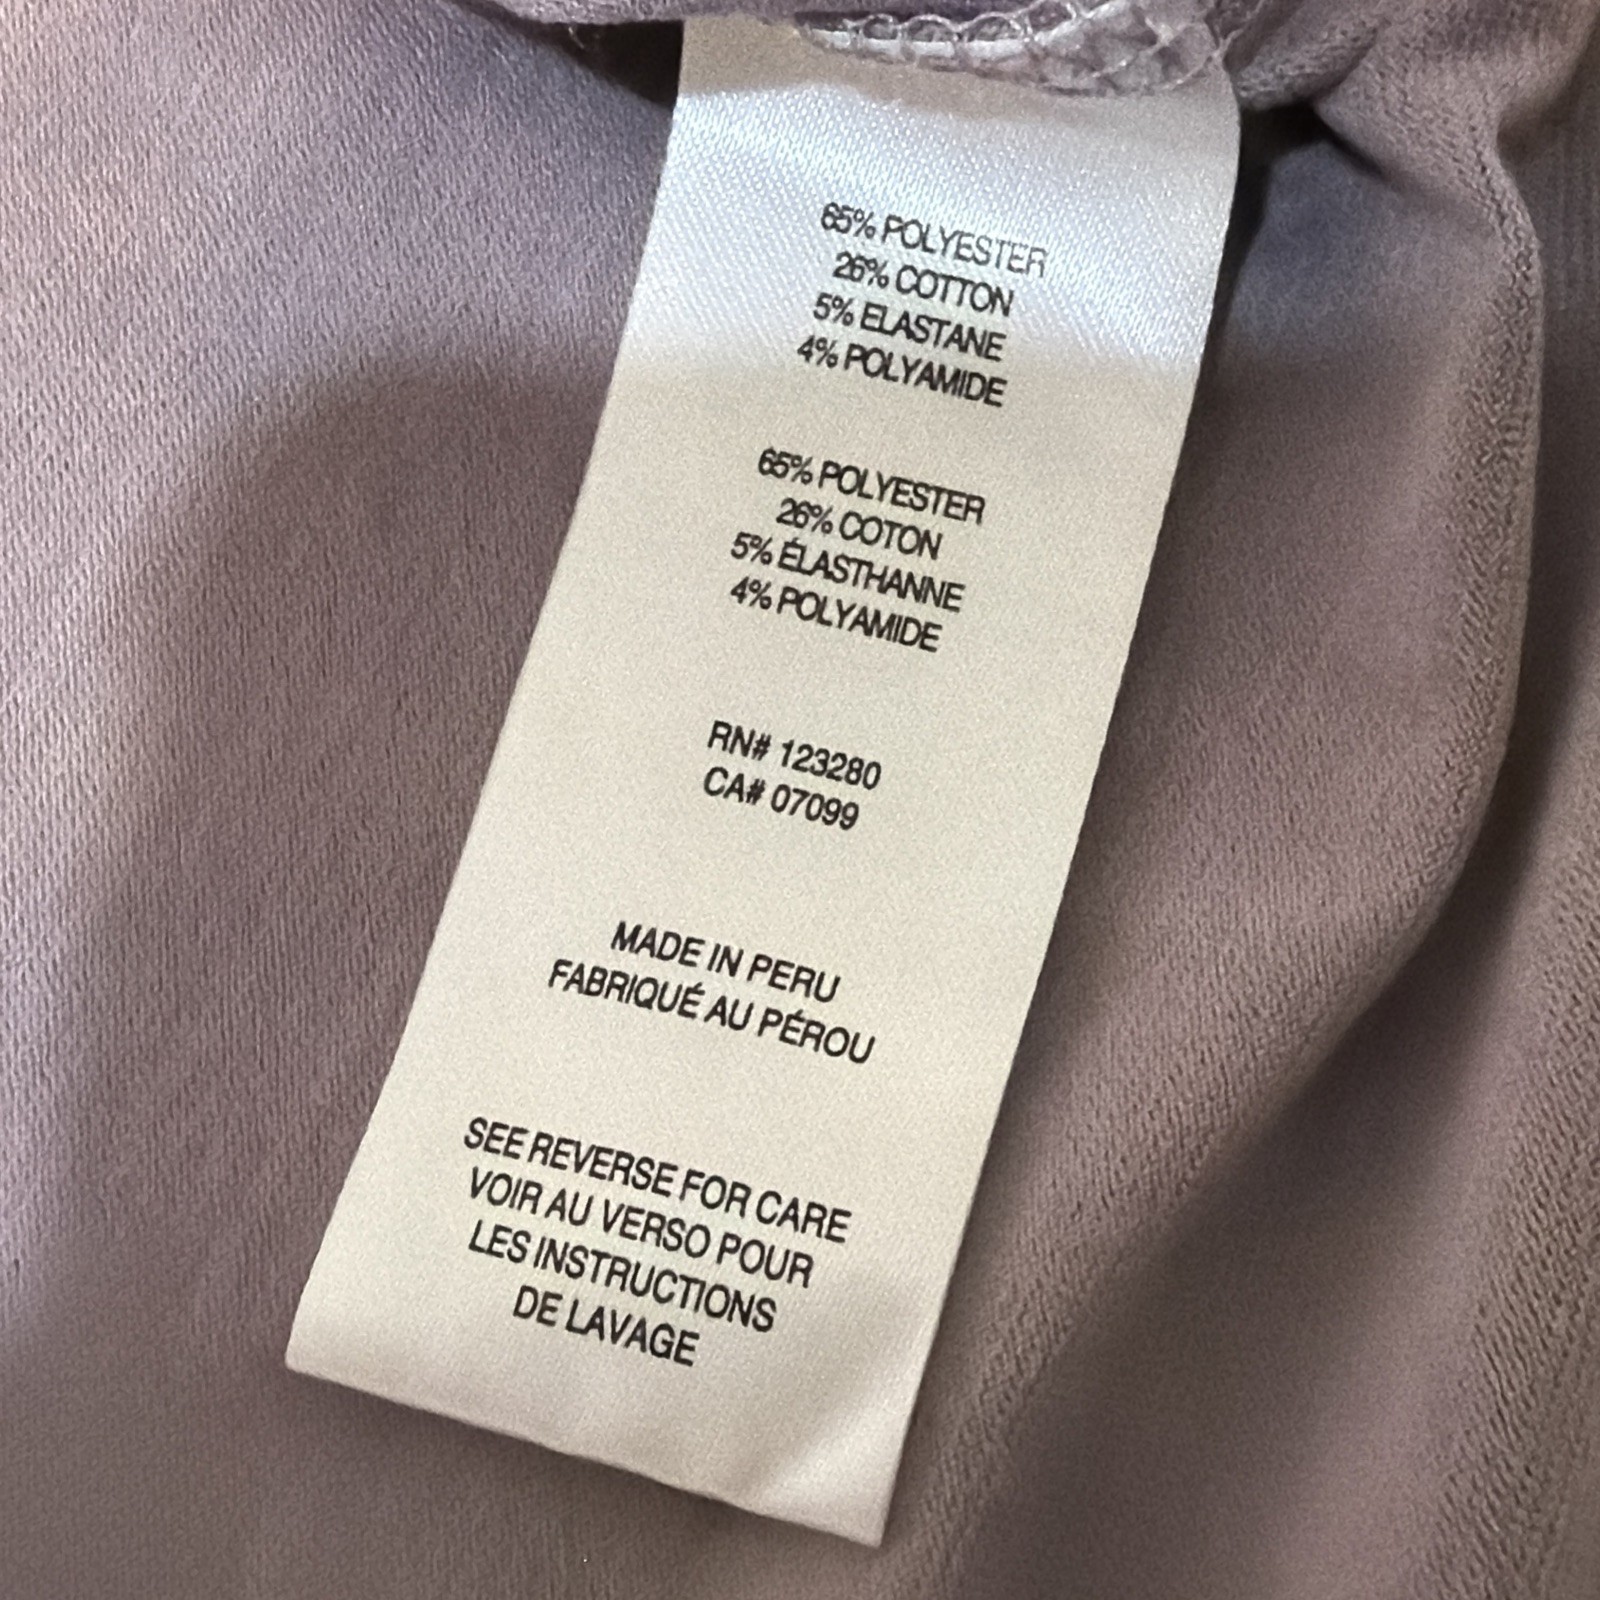 65% POLYESTER
26% COTTON
5% ELASTANE
4% POLYAMIDE
65% POLYESTER
26% COTON
5% ÉLASTHANNE
4% POLYAMIDE
RN# 123280
CA# 07099
MADE IN PERU
FABRIQUÉ AU PÉROU
SEE REVERSE FOR CARE
VOIR AU VERSO POUR
LES INSTRUCTIONS
DE LAVAGE